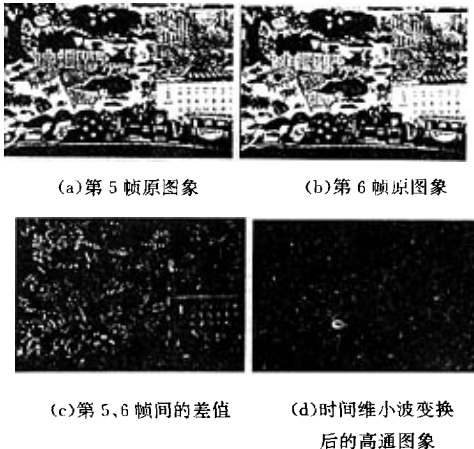 (a)第5帧原图象
(b)第6帧原图象
(c)第5、6帧间的差值
(d)时间维小波变换
后的高通图象